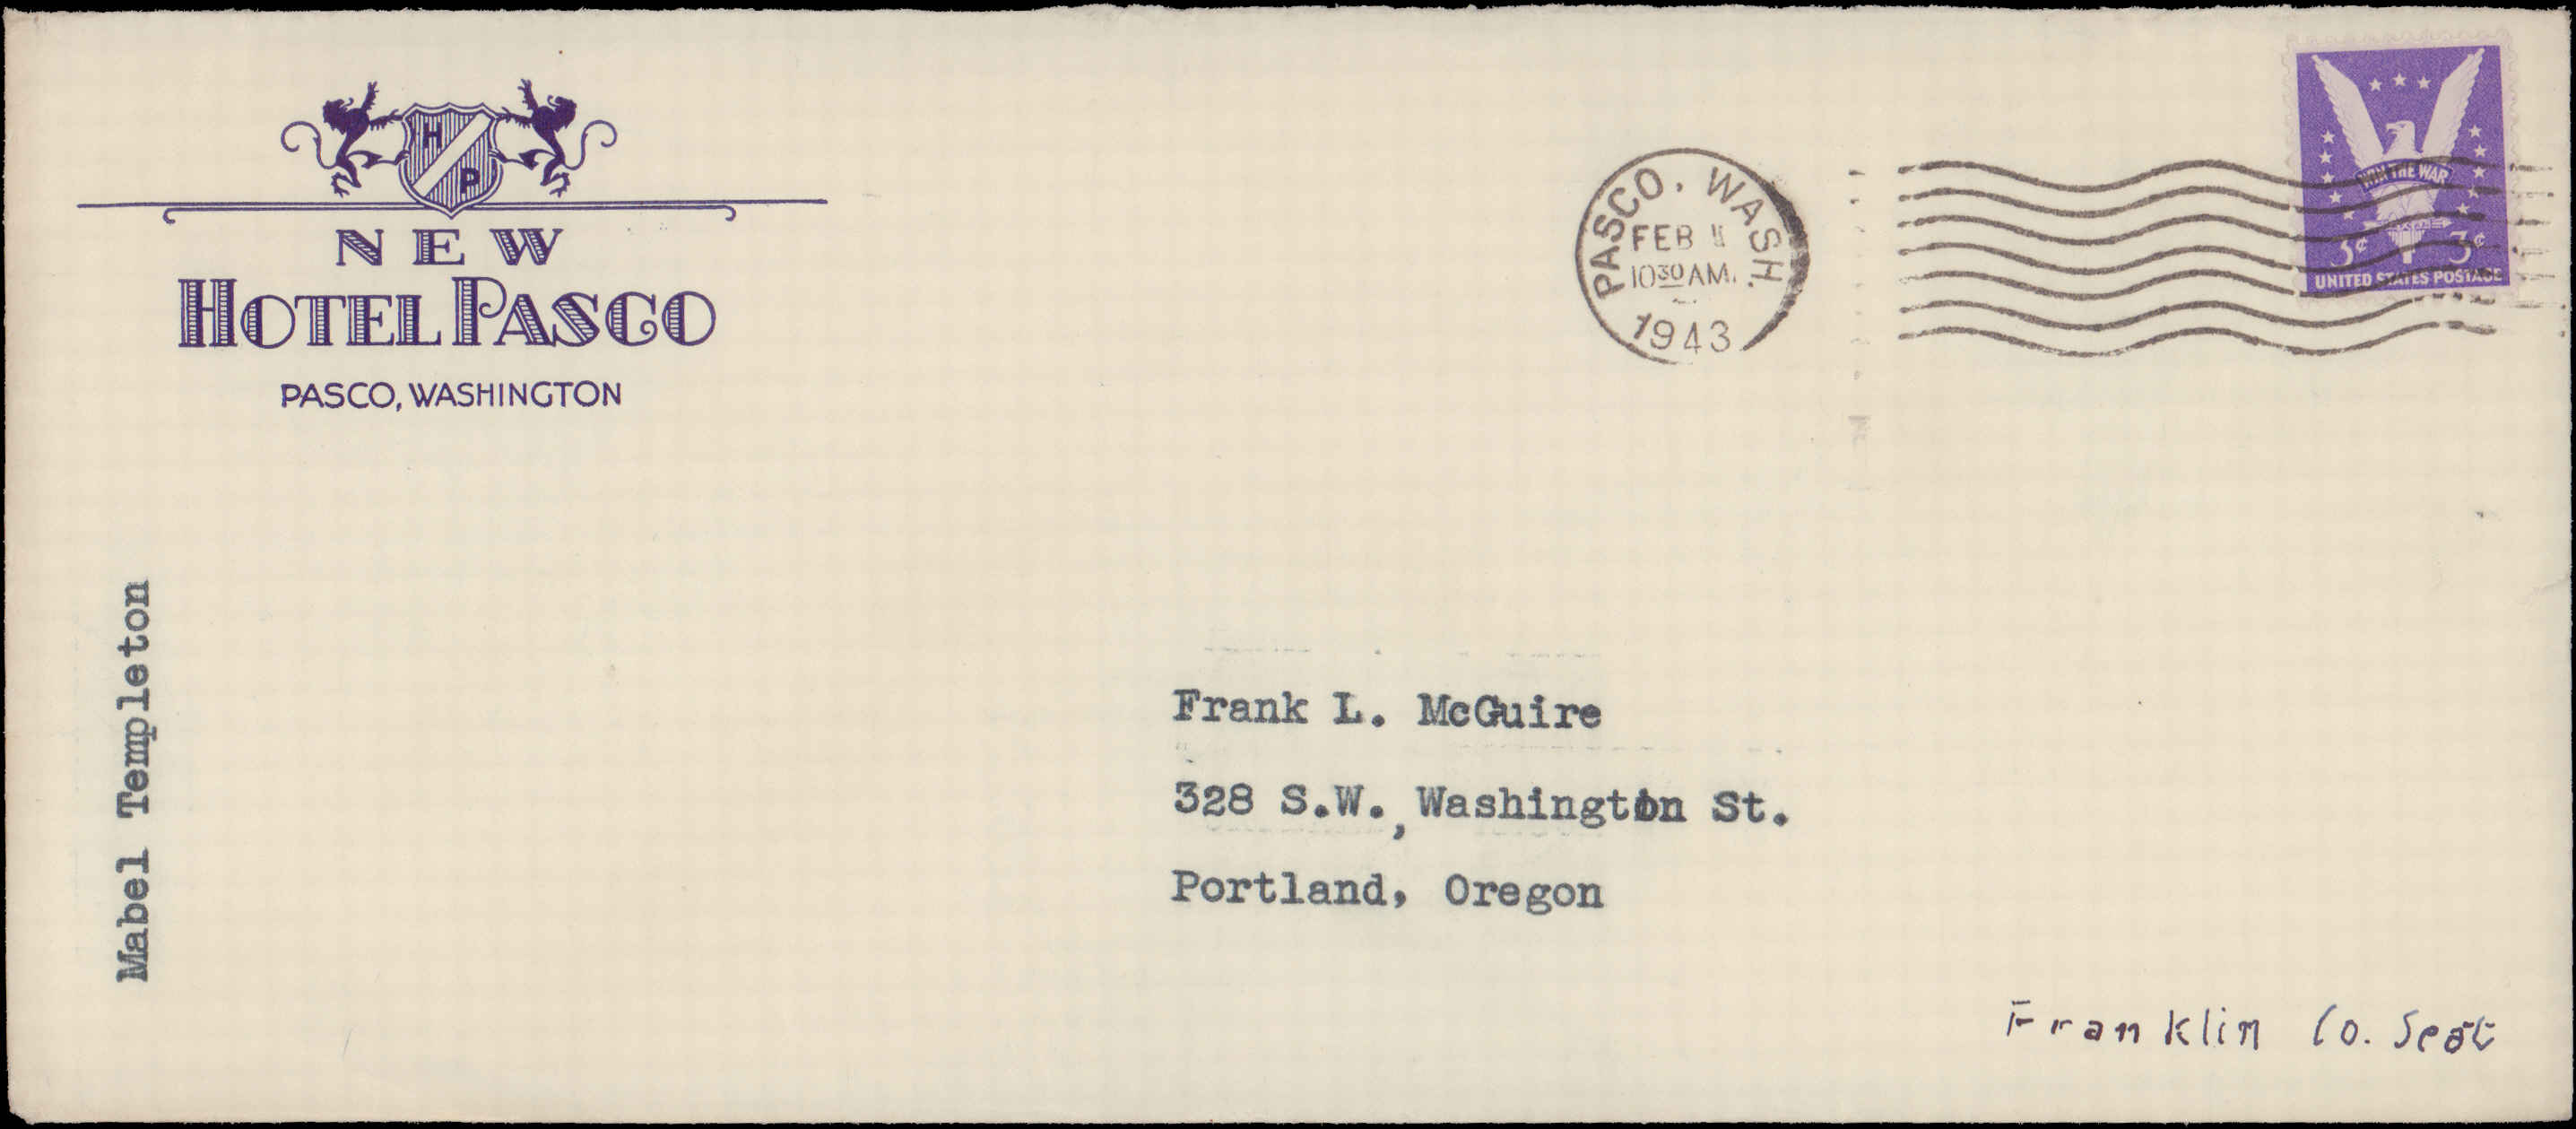 H
P
NEW
HOTEL PASCO
PASCO, WASHINGTON
PASCO, WASH.
FEB 11
10 30 AM.
1943
WIN THE WAR
3¢ 3¢
UNITED STATES POSTAGE
Mabel Templeton
Frank L. McGuire
328 S.W., Washington St.
Portland, Oregon
Franklin Co. Seat